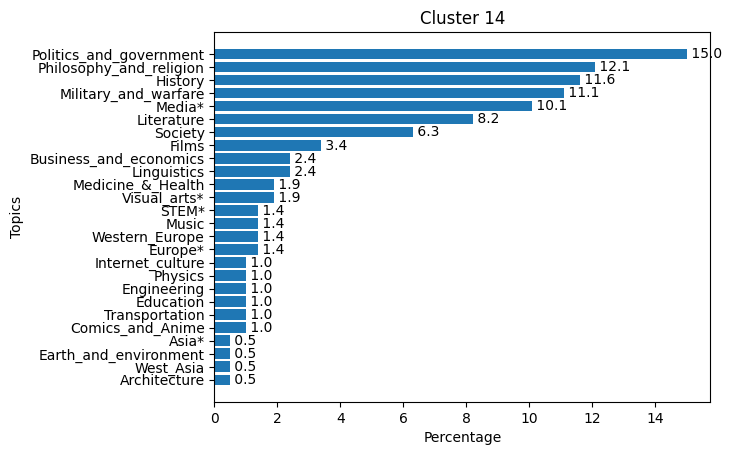 Cluster 14
Politics_and_government 15.0
Philosophy_and_religion 12.1
History 11.6
Military_and_warfare 11.1
Media* 10.1
Literature 8.2
Society 6.3
Films 3.4
Business_and_economics 2.4
Linguistics 2.4
Medicine_&_Health 1.9
Visual_arts* 1.9
STEM* 1.4
Music 1.4
Western_Europe 1.4
Europe* 1.4
Internet_culture 1.0
Physics 1.0
Engineering 1.0
Education 1.0
Transportation 1.0
Comics_and_Anime 1.0
Asia* 0.5
Earth_and_environment 0.5
West_Asia 0.5
Architecture 0.5
Topics
0 2 4 6 8 10 12 14
Percentage